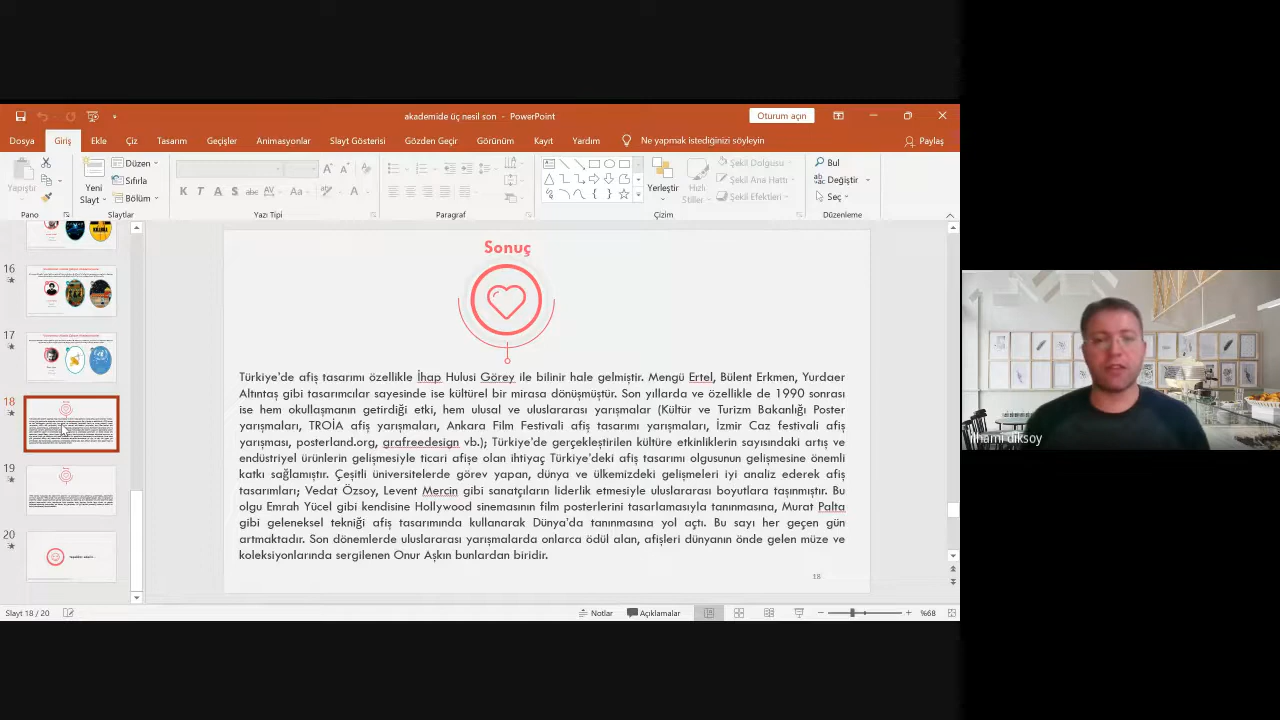 akademide üç nesil son - PowerPoint
Oturum açın
Dosya Giriş Ekle Çiz Tasarım Geçişler Animasyonlar Slayt Gösterisi Gözden Geçir Görünüm Kayıt Yardım Ne yapmak istediğinizi söyleyin Paylaş
Yapıştır
Yeni
Slayt
Düzen
Sıfırla
Bölüm
K T A S
Aa
Yerleştir
Hızlı
Stiller
Şekil Dolgusu
Şekil Ana Hattı
Şekil Efektleri
Bul
Değiştir
Seç
Pano Slaytlar Yazı Tipi Paragraf Çizim Düzenleme
16
17
18
19
20
Sonuç
Türkiye'de afiş tasarımı özellikle İhap Hulusi Görey ile bilinir hale gelmiştir. Mengü Ertel, Bülent Erkmen, Yurdaer
Altıntaş gibi tasarımcılar sayesinde ise kültürel bir mirasa dönüşmüştür. Son yıllarda ve özellikle de 1990 sonrası
ise hem okullaşmanın getirdiği etki, hem ulusal ve uluslararası yarışmalar (Kültür ve Turizm Bakanlığı Poster
yarışmaları, TROİA afiş yarışmaları, Ankara Film Festivali afiş tasarımı yarışmaları, İzmir Caz festivali afiş
yarışması, posterland.org, grafreedesign vb.); Türkiye'de gerçekleştirilen kültüre etkinliklerin sayısındaki artış ve
endüstriyel ürünlerin gelişmesiyle ticari afişe olan ihtiyaç Türkiye'deki afiş tasarımı olgusunun gelişmesine önemli
katkı sağlamıştır. Çeşitli üniversitelerde görev yapan, dünya ve ülkemizdeki gelişmeleri iyi analiz ederek afiş
tasarımları; Vedat Özsoy, Levent Mercin gibi sanatçıların liderlik etmesiyle uluslararası boyutlara taşınmıştır. Bu
olgu Emrah Yücel gibi kendisine Hollywood sinemasının film posterlerini tasarlamasıyla tanınmasına, Murat Palta
gibi geleneksel tekniği afiş tasarımında kullanarak Dünya'da tanınmasına yol açtı. Bu sayı her geçen gün
artmaktadır. Son dönemlerde uluslararası yarışmalarda onlarca ödül alan, afişleri dünyanın önde gelen müze ve
koleksiyonlarında sergilenen Onur Aşkın bunlardan biridir.
18
Slayt 18 / 20
Notlar
Açıklamalar
%68
ilhami diksoy